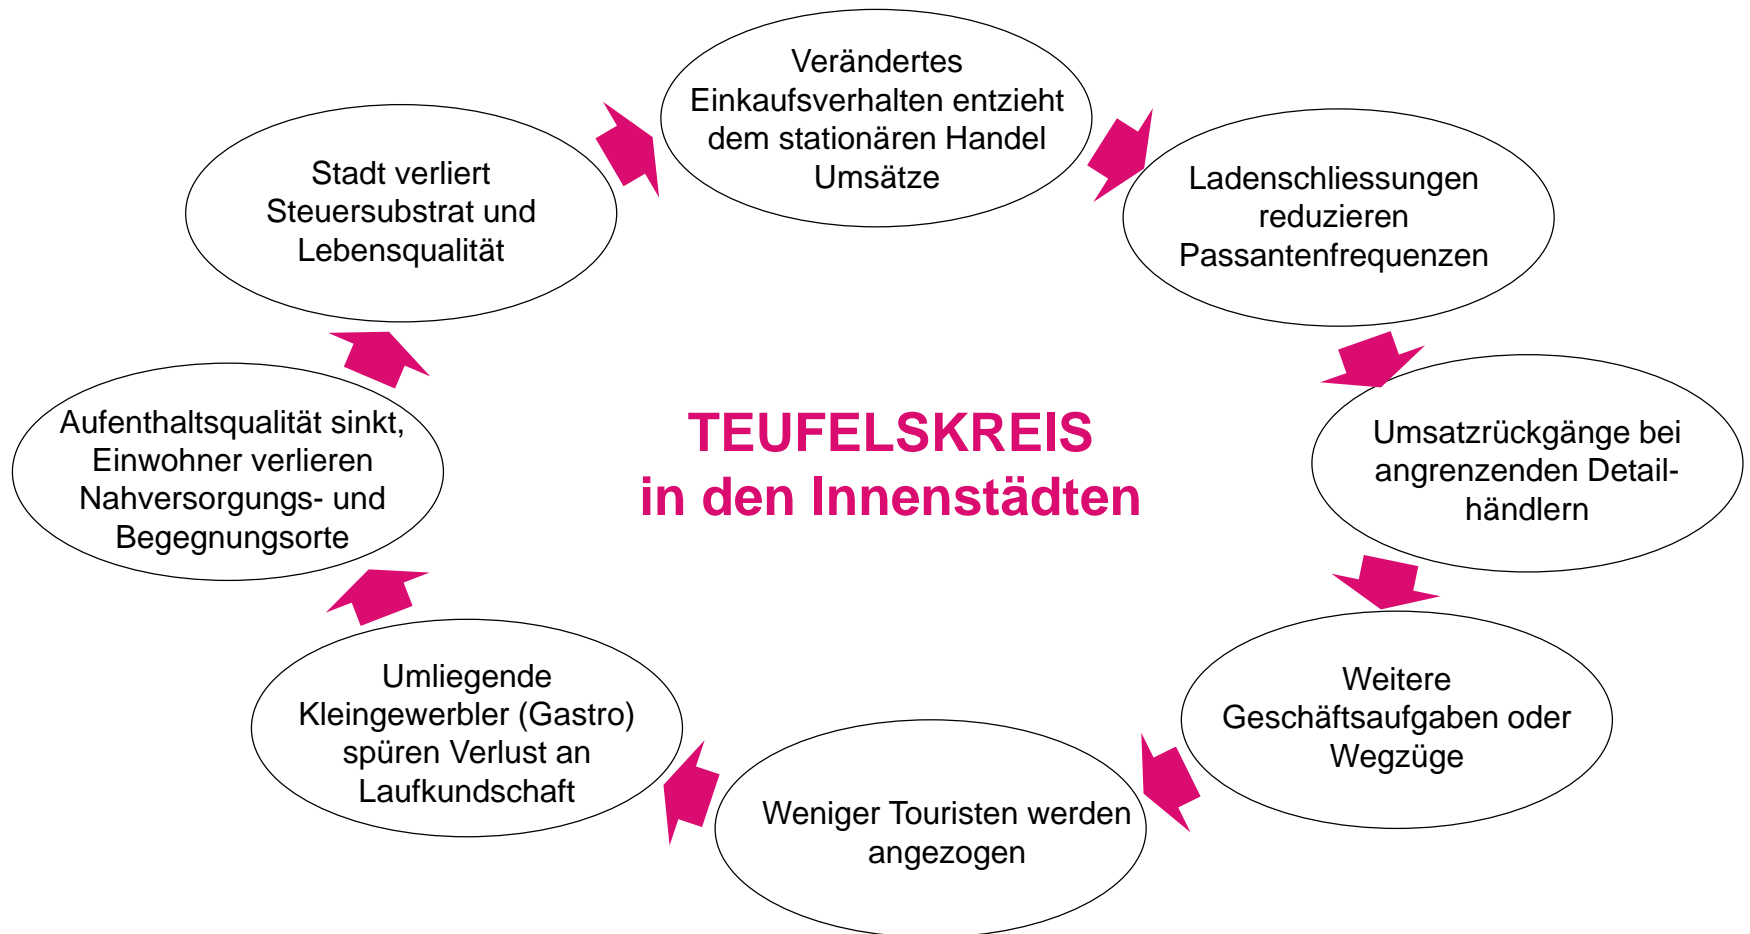 Verändertes
Einkaufsverhalten entzieht
dem stationären Handel
Umsätze
Ladenschliessungen
reduzieren
Passantenfrequenzen
Umsatzrückgänge bei
angrenzenden Detail-
händlern
Weitere
Geschäftsaufgaben oder
Wegzüge
Weniger Touristen werden
angezogen
Umliegende
Kleingewerbler (Gastro)
spüren Verlust an
Laufkundschaft
Aufenthaltsqualität sinkt,
Einwohner verlieren
Nahversorgungs- und
Begegnungsorte
Stadt verliert
Steuersubstrat und
Lebensqualität
TEUFELSKREIS
in den Innenstädten